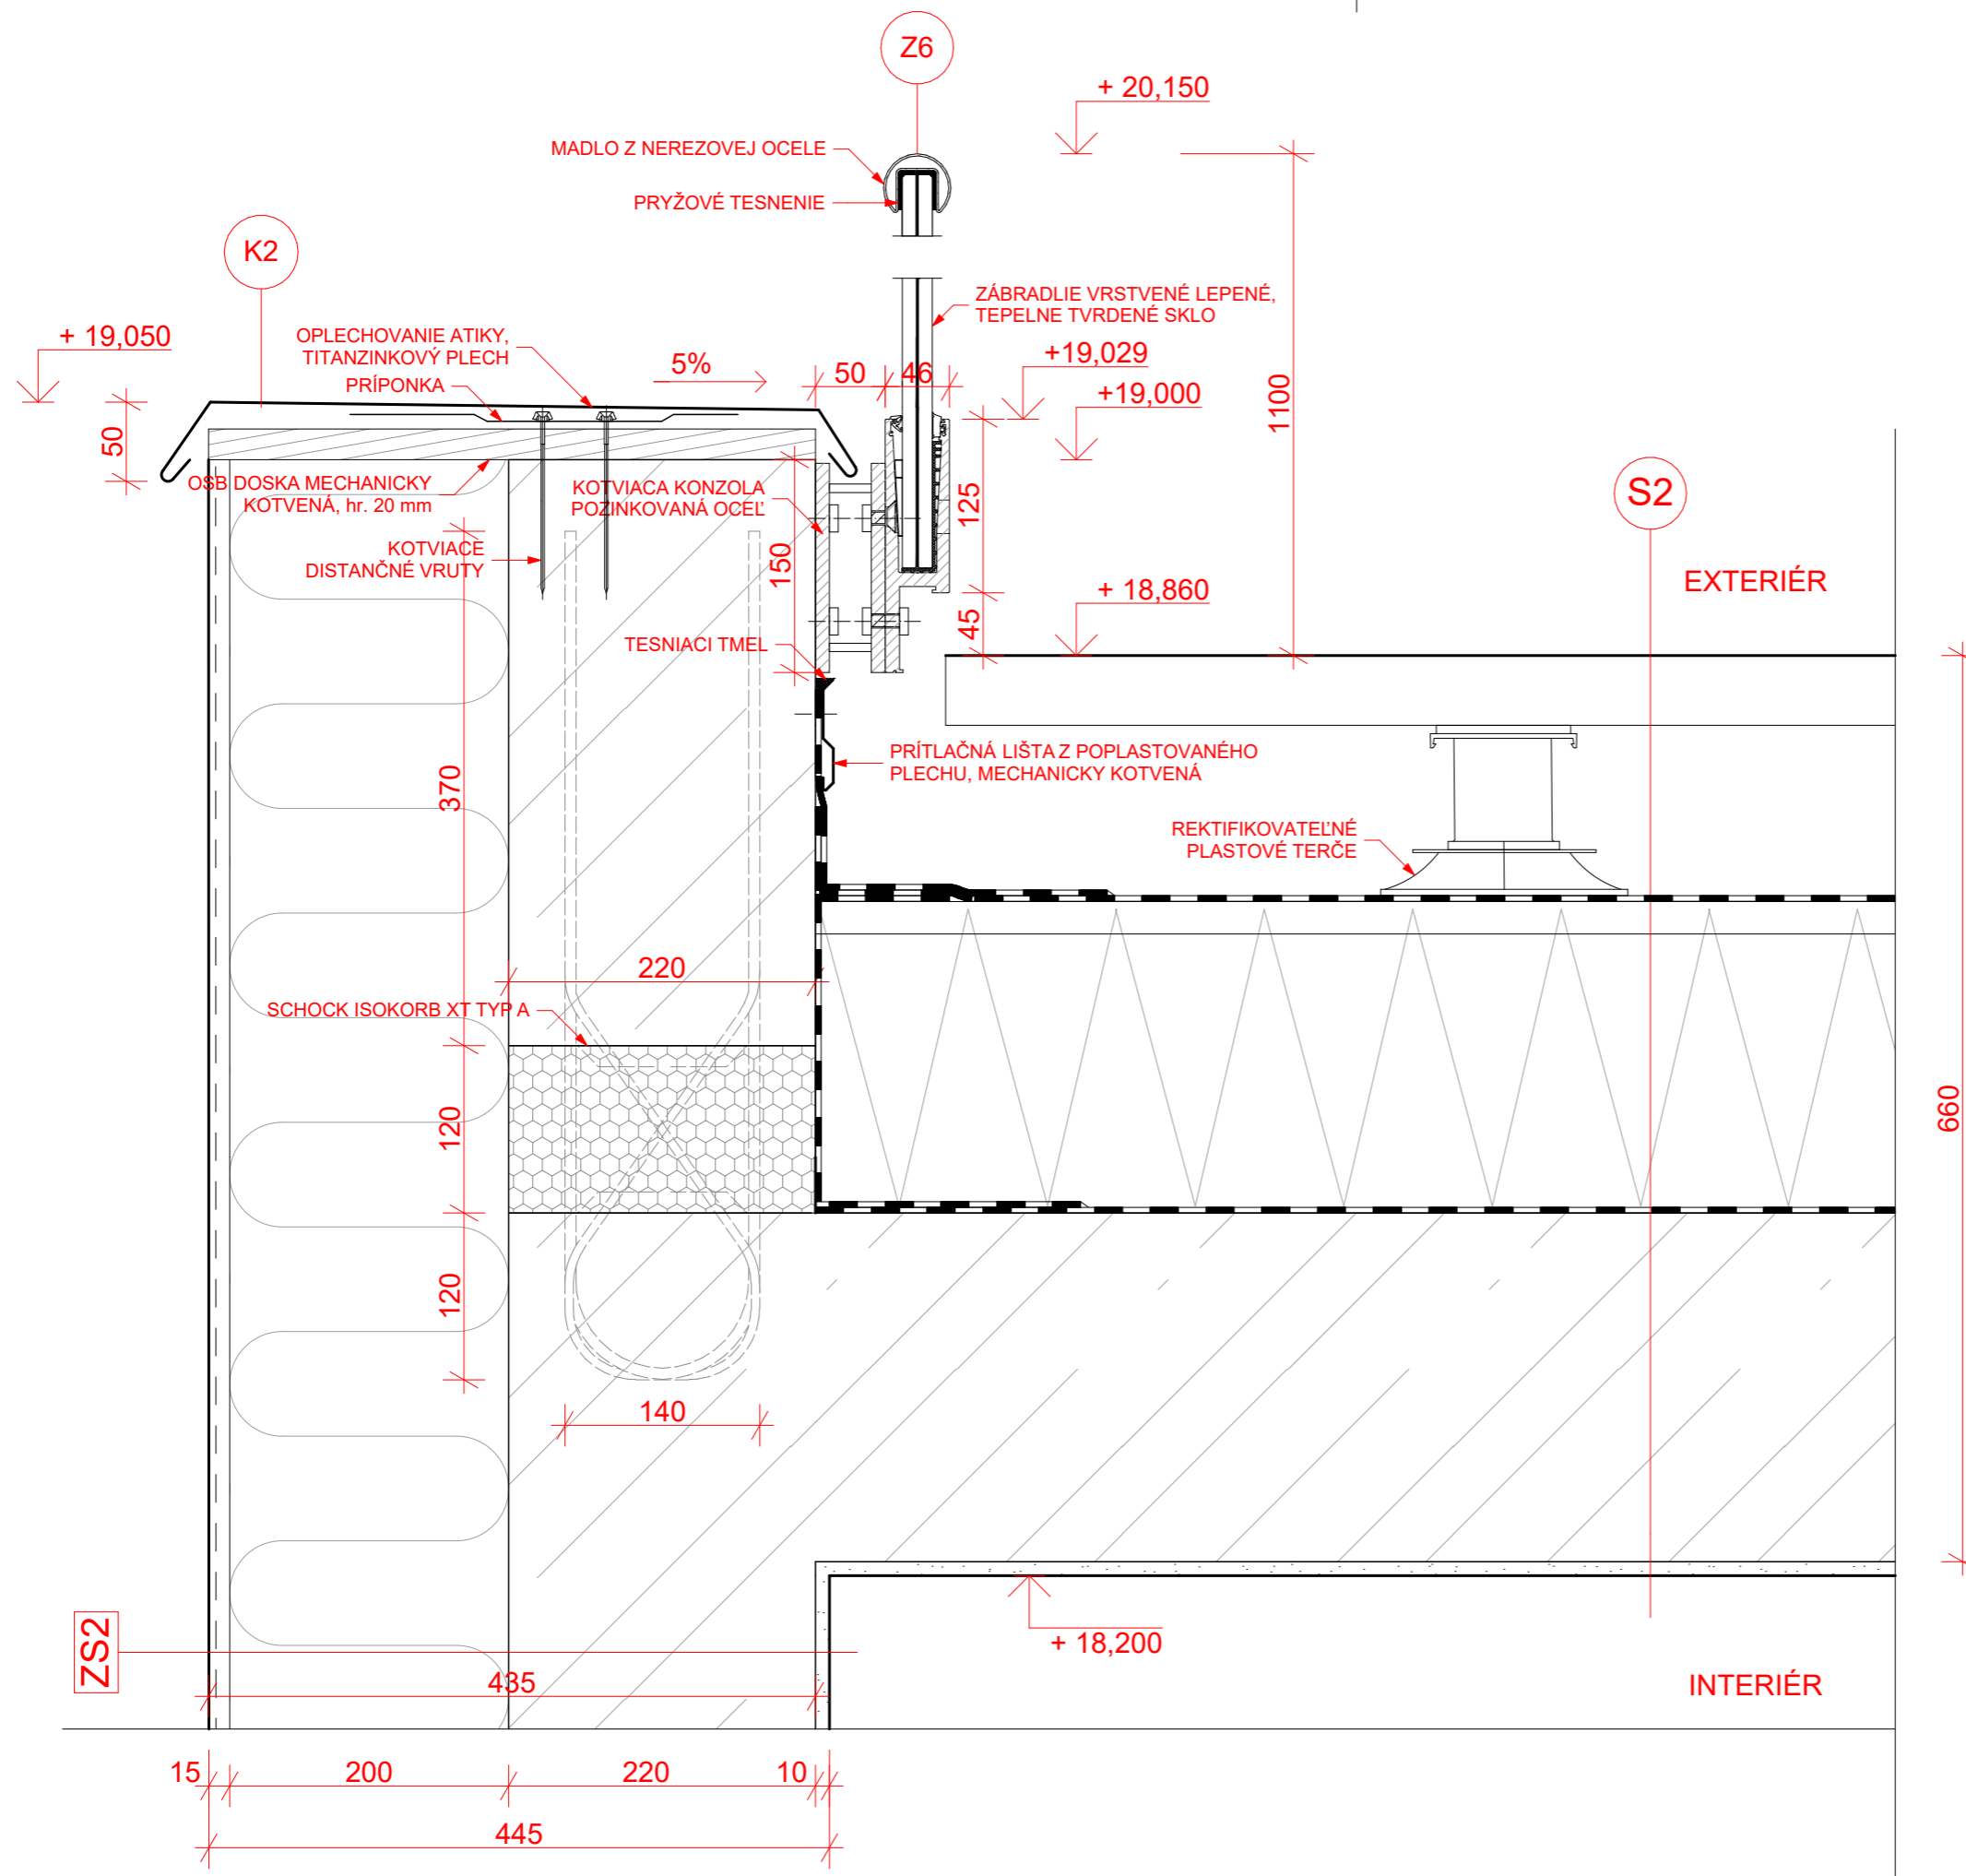 Z6
+ 20,150
MADLO Z NEREZOVEJ OCELE
PRYŽOVÉ TESNENIE
K2
ZÁBRADLIE VRSTVENÉ LEPENÉ,
TEPELNE TVRDENÉ SKLO
+ 19,050
OPLECHOVANIE ATIKY,
TITANZINKOVÝ PLECH
PRÍPONKA
5%
50
46
+19,029
+19,000
1100
50
OSB DOSKA MECHANICKY
KOTVENÁ, hr. 20 mm
KOTVIACA KONZOLA
POZINKOVANÁ OCEĽ
125
S2
KOTVIACE
DISTANČNÉ VRUTY
150
EXTERIÉR
+ 18,860
45
TESNIACI TMEL
PRÍTLAČNÁ LIŠTA Z POPLASTOVANÉHO
PLECHU, MECHANICKY KOTVENÁ
370
REKTIFIKOVATEĽNÉ
PLASTOVÉ TERČE
220
SCHOCK ISOKORB XT TYP A
120
660
120
140
ZS2
+ 18,200
435
INTERIÉR
15
200
220
10
445